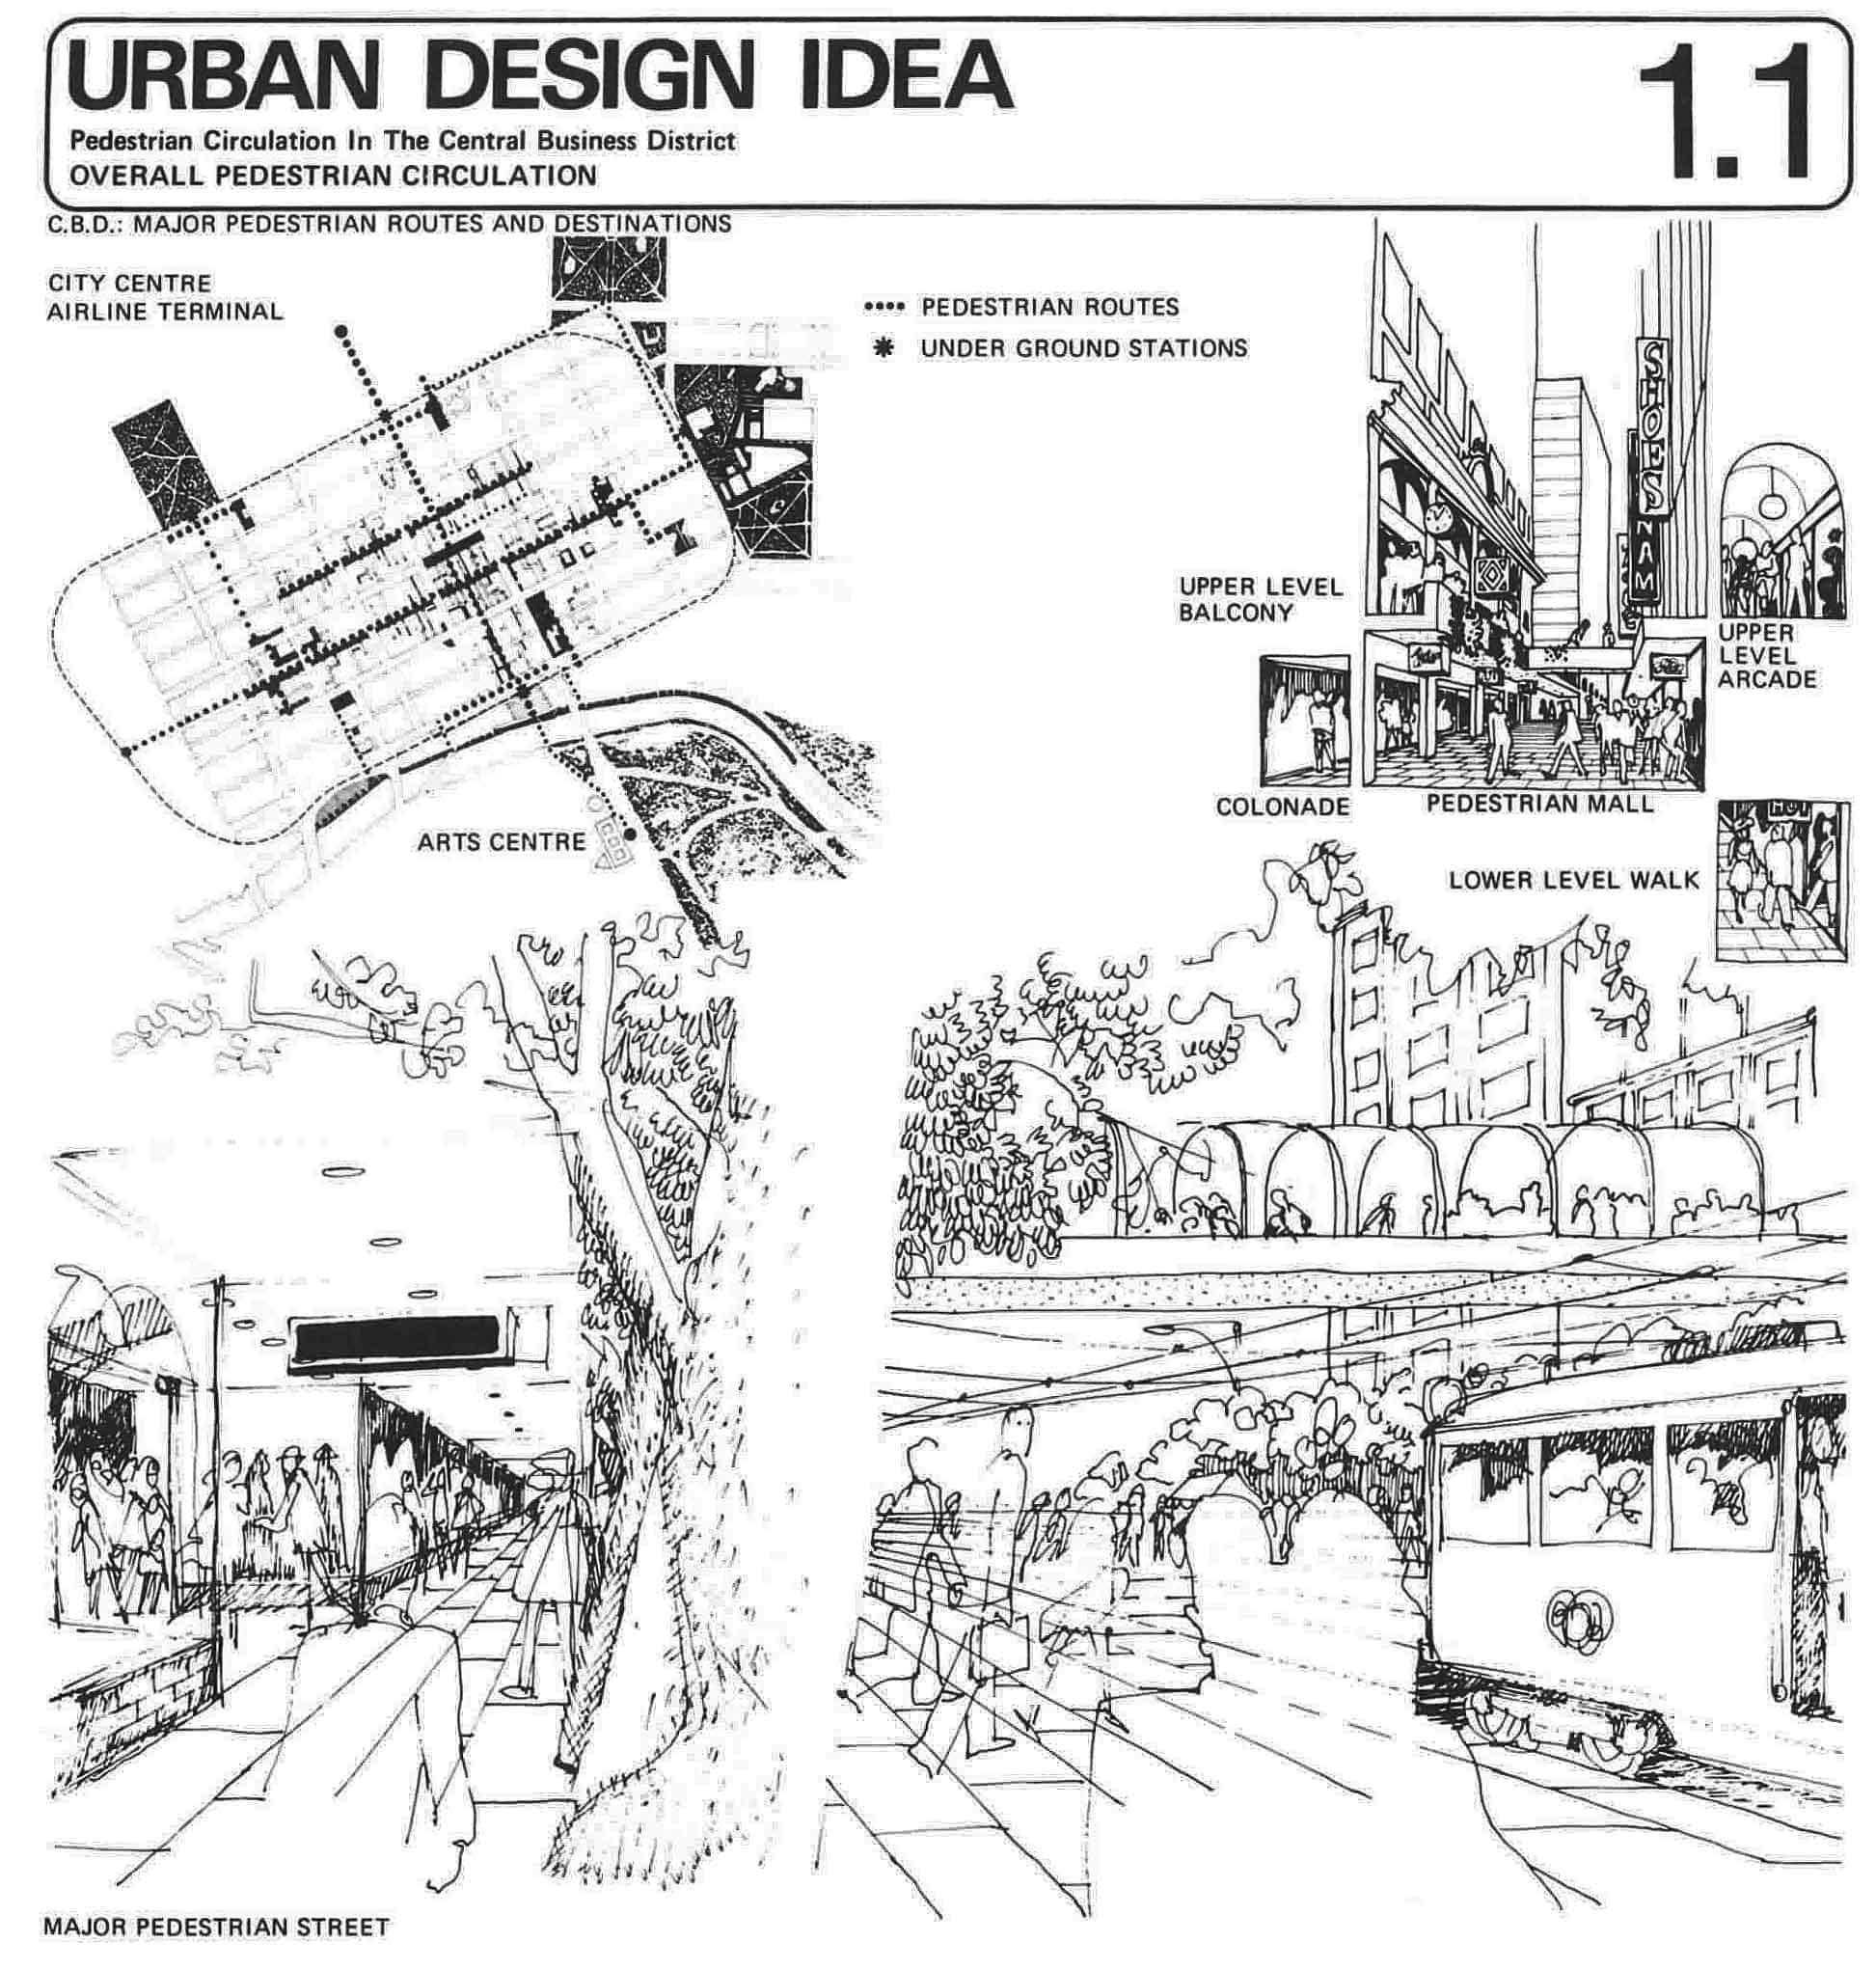 URBAN DESIGN IDEA
1.1
Pedestrian Circulation In The Central Business District
OVERALL PEDESTRIAN CIRCULATION
C.B.D.: MAJOR PEDESTRIAN ROUTES AND DESTINATIONS
CITY CENTRE
AIRLINE TERMINAL
PEDESTRIAN ROUTES
UNDER GROUND STATIONS
ARTS CENTRE
SHOES
NAM
UPPER LEVEL
BALCONY
UPPER
LEVEL
ARCADE
COLONADE
PEDESTRIAN MALL
LOWER LEVEL WALK
MAJOR PEDESTRIAN STREET